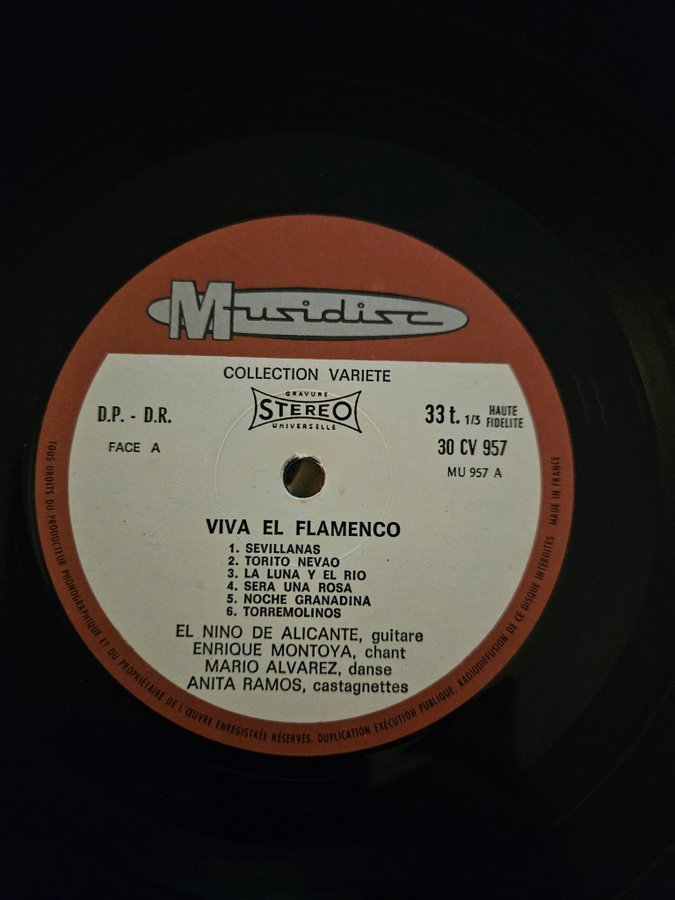 Musidisc
COLLECTION VARIETE
GRAVURE
STEREO
UNIVERSELLE
D.P. - D.R.
FACE A
33 t. 1/3 HAUTE FIDELITE
30 CV 957
MU 957 A
VIVA EL FLAMENCO
1. SEVILLANAS
2. TORITO NEVAO
3. LA LUNA Y EL RIO
4. SERA UNA ROSA
5. NOCHE GRANADINA
6. TORREMOLINOS
EL NINO DE ALICANTE, guitare
ENRIQUE MONTOYA, chant
MARIO ALVAREZ, danse
ANITA RAMOS, castagnettes
TOUS DROITS DU PRODUCTEUR PHONOGRAPHIQUE ET DU PROPRIETAIRE DE L'ŒUVRE ENREGISTRÉE RÉSERVÉS. DUPLICATION EXÉCUTION PUBLIQUE, RADIODIFFUSION DE CE DISQUE INTERDITES - MADE IN FRANCE